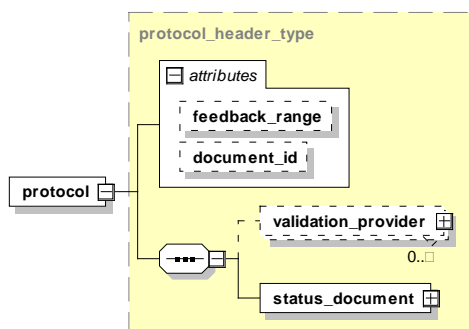 protocol_header_type
attributes
feedback_range
document_id
protocol
validation_provider
0..□
status_document